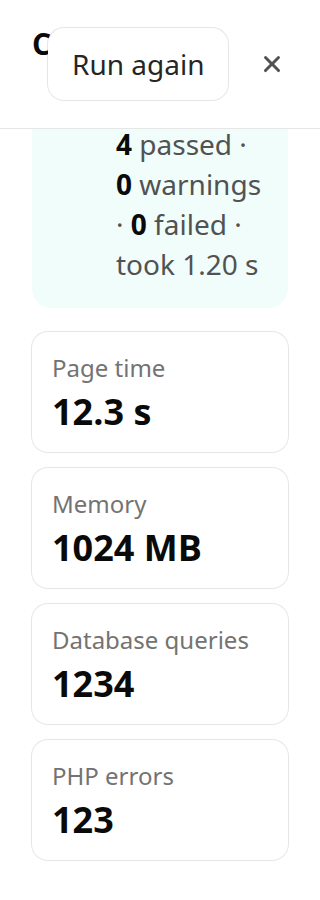 Run again
4 passed ·
0 warnings
· 0 failed ·
took 1.20 s
Page time
12.3 s
Memory
1024 MB
Database queries
1234
PHP errors
123